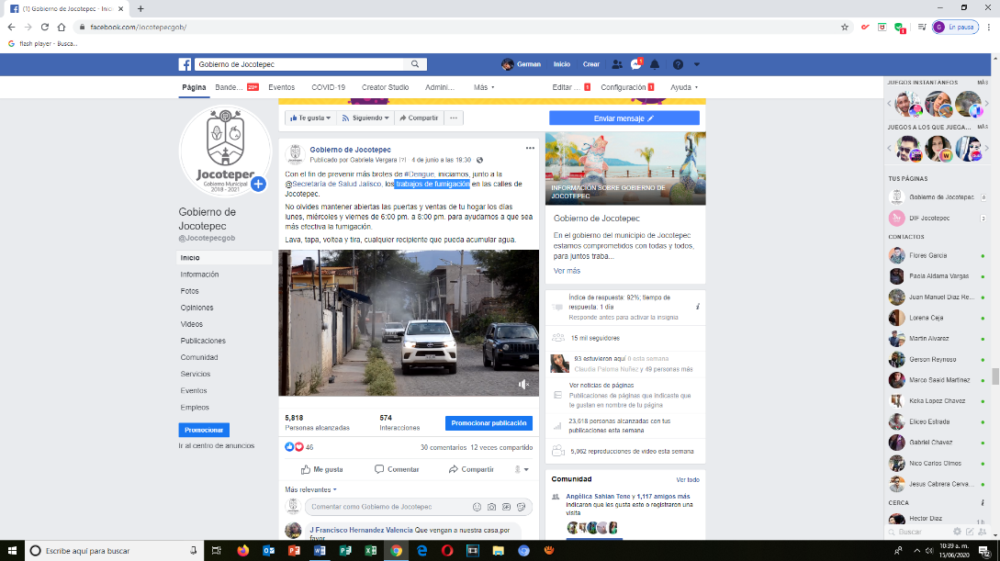 (1) Gobierno de Jocotepec - Inic
facebook.com/Jocotepecgob/
En pausa
flash player - Busca...
Gobierno de Jocotepec
German
Inicio
Crear
Página
Bande...
20+
Eventos
COVID-19
Creator Studio
Admini...
Más
Editar ...
1
Configuración
1
Ayuda
Te gusta
Siguiendo
Compartir
Enviar mensaje
Jocotepec
Gobierno Municipal
2018 - 2021
Gobierno de
Jocotepec
@Jocotepecgob
Inicio
Información
Fotos
Opiniones
Videos
Publicaciones
Comunidad
Servicios
Eventos
Empleos
Promocionar
Ir al centro de anuncios
Gobierno de Jocotepec
Publicado por Gabriela Vergara [?] 4 de junio a las 19:30
Con el fin de prevenir más brotes de #Dengue, iniciamos, junto a la
@Secretaría de Salud Jalisco, los trabajos de fumigación en las calles de
Jocotepec.
No olvides mantener abiertas las puertas y ventas de tu hogar los días
lunes, miércoles y viernes de 6:00 pm. a 8:00 pm. para ayudarnos a que sea
más efectiva la fumigación.
Lava, tapa, voltea y tira, cualquier recipiente que pueda acumular agua.
5,818
Personas alcanzadas
574
Interacciones
Promocionar publicación
46
30 comentarios 12 veces compartido
Me gusta
Comentar
Compartir
Más relevantes
Comentar como Gobierno de Jocotepec
J Francisco Hernandez Valencia Que vengan a nuestra casa,por
favor
INFORMACIÓN SOBRE GOBIERNO DE
JOCOTEPEC
Gobierno de Jocotepec
En el gobierno del municipio de Jocotepec
estamos comprometidos con todas y todos,
para juntos traba...
Ver más
Índice de respuesta: 92%; tiempo de
respuesta: 1 día
Responde antes para activar la insignia
15 mil seguidores
93 estuvieron aquí 0 esta semana
Claudia Paloma Nuñez y 49 personas más
Ver noticias de páginas
Publicaciones de páginas que indicaste que
te gustan en nombre de tu página
23,618 personas alcanzadas con tus
publicaciones esta semana
5,062 reproducciones de video esta semana
Comunidad
Ver todo
Angélica Sahian Tene y 1,117 amigos más
indicaron que les gusta esto o registraron una
visita
JUEGOS INSTANTÁNEOS
MÁS
JUEGOS A LOS QUE JUEGA...
MÁS
TUS PÁGINAS
Gobierno de Jocotepec
9
DIF Jocotepec
3
CONTACTOS
Flores Garcia
Paola Aldama Vargas
Juan Manuel Diaz Re...
Lorena Ceja
Martin Alvarez
Gerson Reynoso
Marco Saaid Martinez
Keka Lopez Chavez
Eliceo Estrada
Gabriel Chavez
Nico Carlos Olmos
Jesus Cabrera Cerva...
CERCA
Hector Diaz
1 h
Buscar
Escribe aquí para buscar
10:39 a. m.
15/06/2020